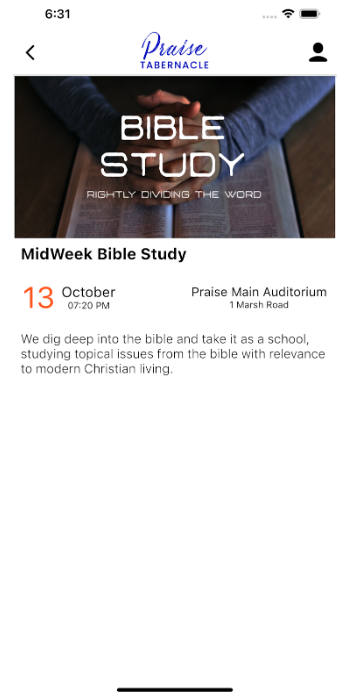 6:31
Praise
TABERNACLE
BIBLE
STUDY
RIGHTLY DIVIDING THE WORD
MidWeek Bible Study
13 October
07:20 PM
Praise Main Auditorium
1 Marsh Road
We dig deep into the bible and take it as a school,
studying topical issues from the bible with relevance
to modern Christian living.